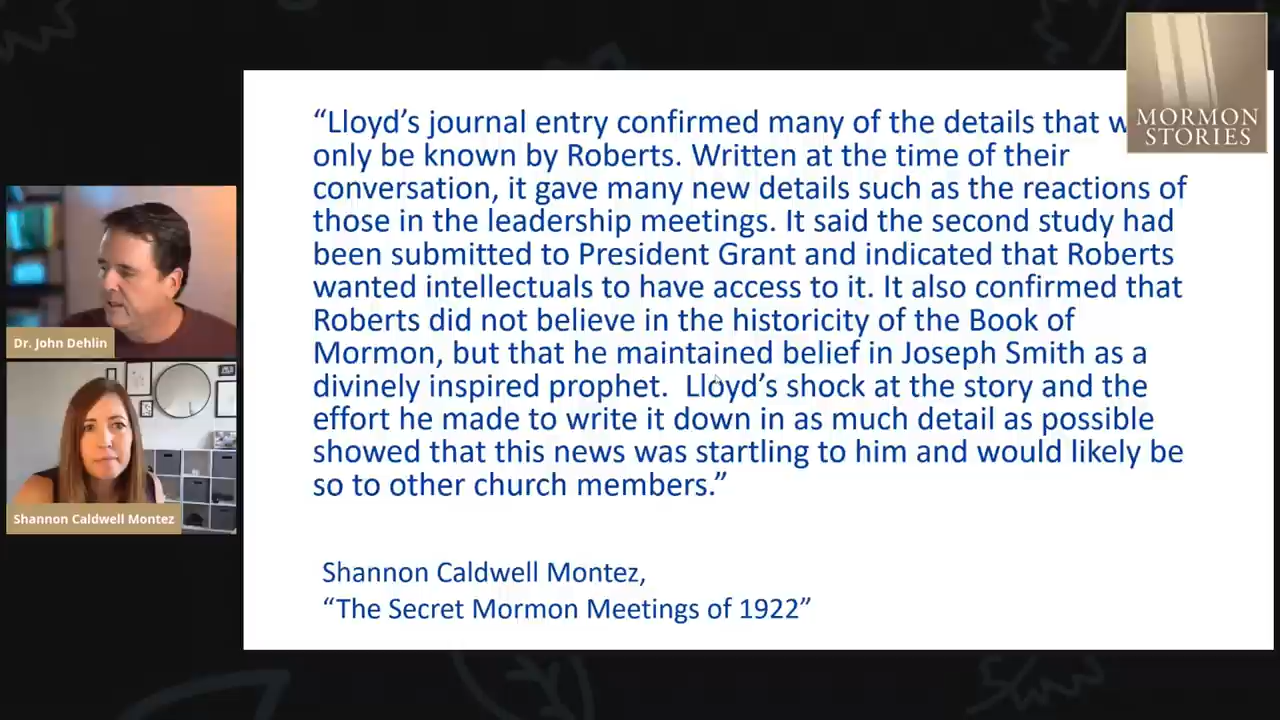 “Lloyd’s journal entry confirmed many of the details that
only be known by Roberts. Written at the time of their
conversation, it gave many new details such as the reactions of
those in the leadership meetings. It said the second study had
been submitted to President Grant and indicated that Roberts
wanted intellectuals to have access to it. It also confirmed that
Roberts did not believe in the historicity of the Book of
Mormon, but that he maintained belief in Joseph Smith as a
divinely inspired prophet.  Lloyd’s shock at the story and the
effort he made to write it down in as much detail as possible
showed that this news was startling to him and would likely be
so to other church members.”
Shannon Caldwell Montez,
“The Secret Mormon Meetings of 1922”
MORMON
STORIES
Dr. John Dehlin
Shannon Caldwell Montez